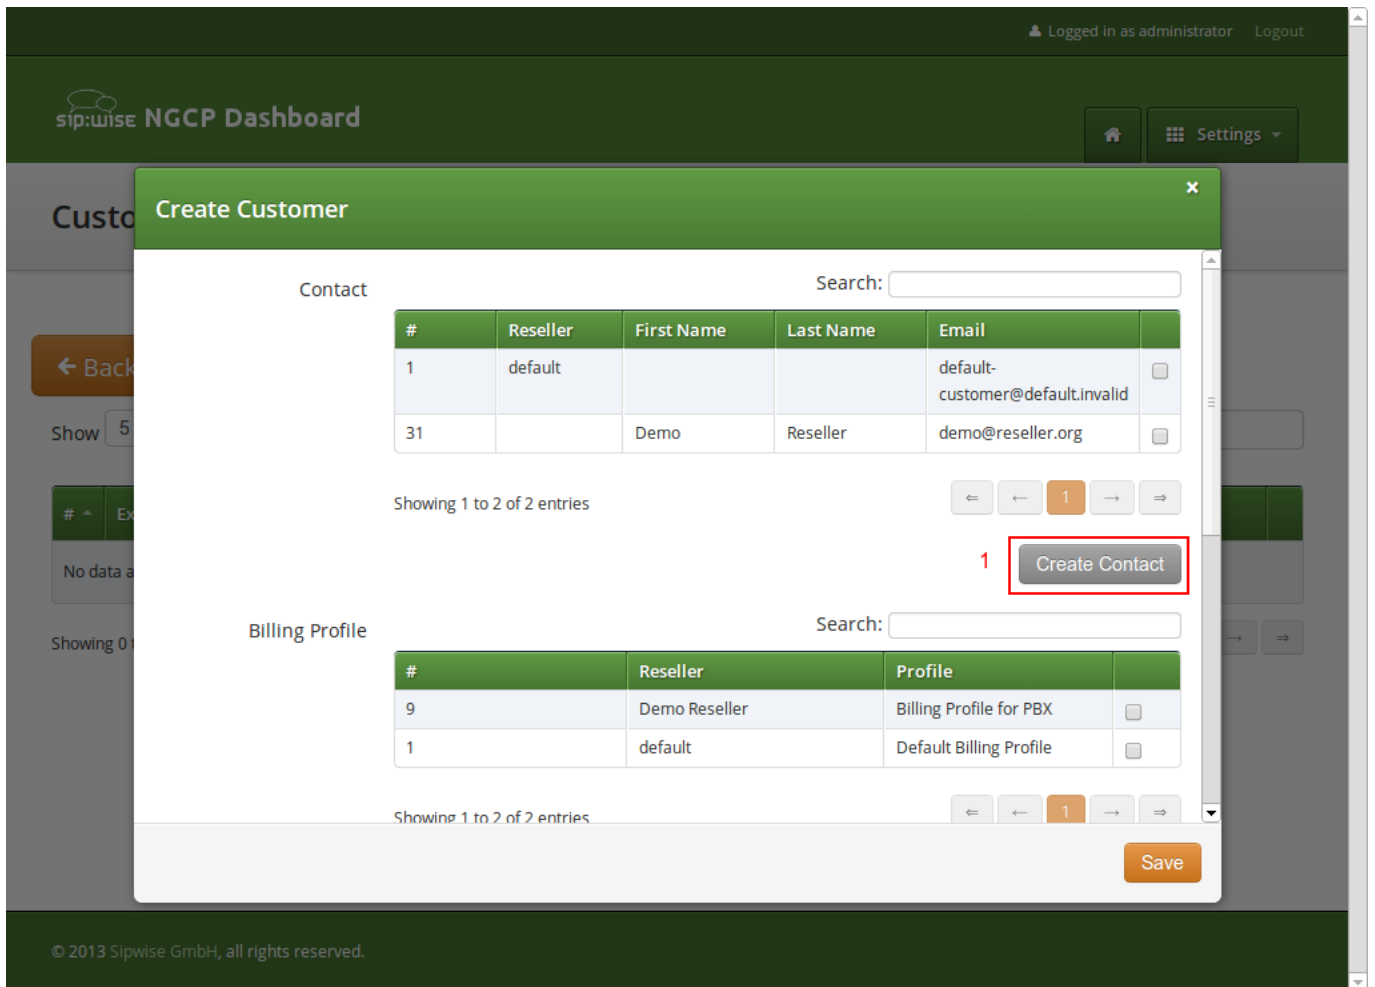 Logged in as administrator Logout
sip:wise NGCP Dashboard
Settings
Custo
Create Customer
×
Contact
Search:
# Reseller First Name Last Name Email
1 default default-
customer@default.invalid
31 Demo Reseller demo@reseller.org
Showing 1 to 2 of 2 entries
⇐ ← 1 → ⇒
1 Create Contact
Billing Profile
Search:
# Reseller Profile
9 Demo Reseller Billing Profile for PBX
1 default Default Billing Profile
Showing 1 to 2 of 2 entries
⇐ ← 1 → ⇒
Save
← Back
Show 5
# Ex
No data a
Showing 0 t
→ ⇒
© 2013 Sipwise GmbH, all rights reserved.